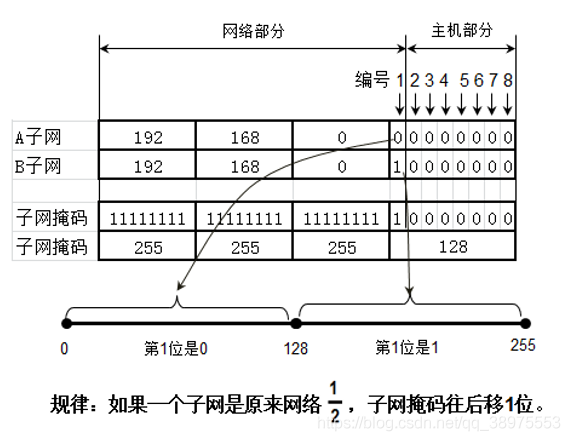 网络部分 主机部分
编号 1 2 3 4 5 6 7 8
A子网 192 168 0 0 0 0 0 0 0 0 0
B子网 192 168 0 1 0 0 0 0 0 0 0
子网掩码 11111111 11111111 11111111 1 0 0 0 0 0 0 0
子网掩码 255 255 255 128
0 第1位是0 128 第1位是1 255
规律：如果一个子网是原来网络1/2，子网掩码往后移1位。
https://blog.csdn.net/qq_38975553